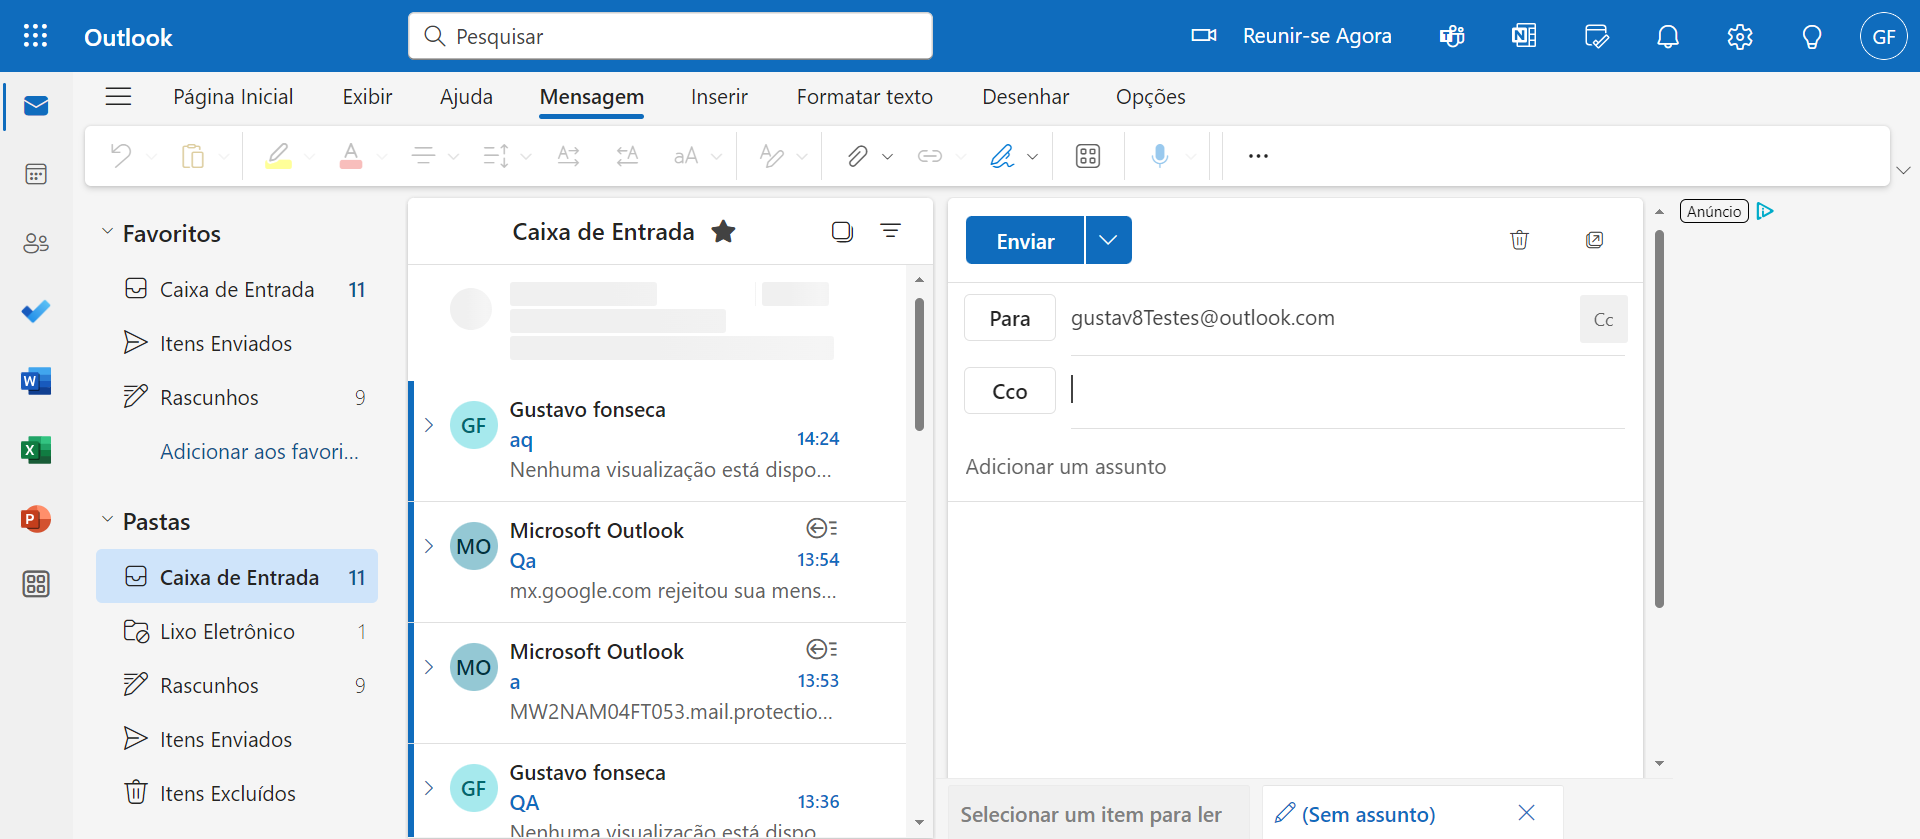 Outlook
Pesquisar
Reunir-se Agora
GF
Página Inicial
Exibir
Ajuda
Mensagem
Inserir
Formatar texto
Desenhar
Opções
Favoritos
Caixa de Entrada 11
Itens Enviados
Rascunhos 9
Adicionar aos favori...
Pastas
Caixa de Entrada 11
Lixo Eletrônico 1
Rascunhos 9
Itens Enviados
Itens Excluídos
Caixa de Entrada
GF
Gustavo fonseca
aq 14:24
Nenhuma visualização está dispo...
MO
Microsoft Outlook
Qa 13:54
mx.google.com rejeitou sua mens...
MO
Microsoft Outlook
a 13:53
MW2NAM04FT053.mail.protectio...
GF
Gustavo fonseca
QA 13:36
Nenhuma visualização está dispo
Enviar
Para gustav8Testes@outlook.com Cc
Cco
Adicionar um assunto
Selecionar um item para ler
(Sem assunto)
Anúncio